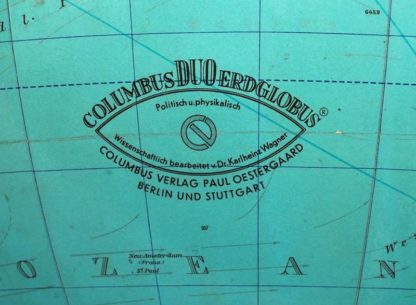 COLUMBUS DUO ERDGLOBUS®
Politisch u. physikalisch
Wissenschaftlich bearbeitet v. Dr. Karlheinz Wagner
COLUMBUS VERLAG PAUL OESTERGAARD
BERLIN UND STUTTGART
Neu-Amsterdam
(Franz.)
St Paul
O Z E A N